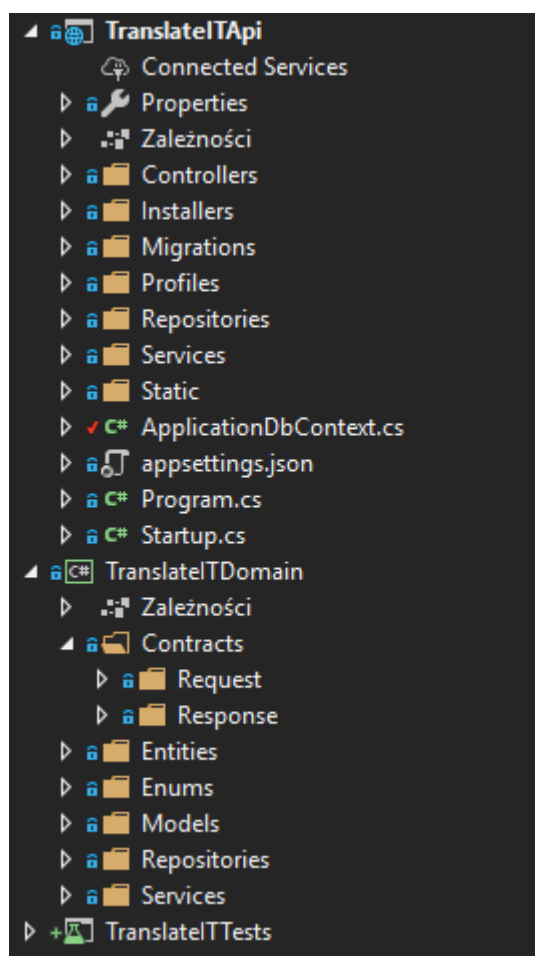 TranslateITApi
Connected Services
Properties
Zależności
Controllers
Installers
Migrations
Profiles
Repositories
Services
Static
C# ApplicationDbContext.cs
appsettings.json
C# Program.cs
C# Startup.cs
C# TranslateITDomain
Zależności
Contracts
Request
Response
Entities
Enums
Models
Repositories
Services
TranslateITTests